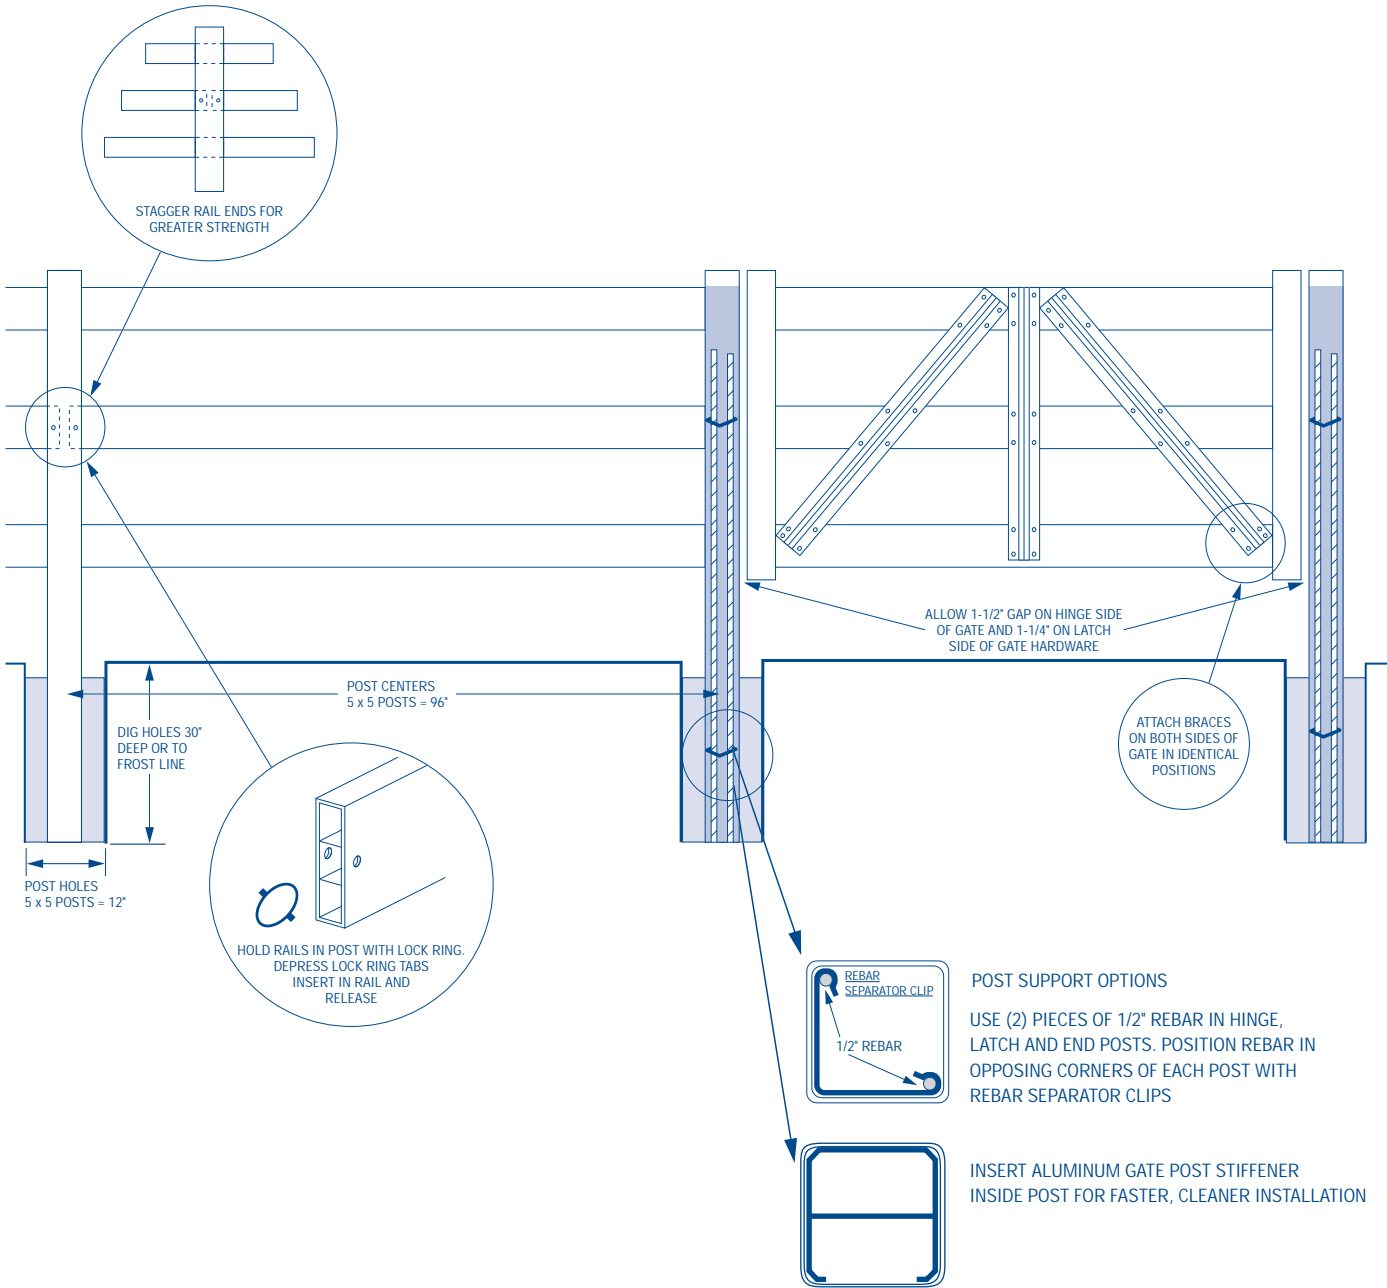 STAGGER RAIL ENDS FOR
GREATER STRENGTH
ALLOW 1-1/2" GAP ON HINGE SIDE
OF GATE AND 1-1/4" ON LATCH
SIDE OF GATE HARDWARE
POST CENTERS
5 x 5 POSTS = 96"
DIG HOLES 30"
DEEP OR TO
FROST LINE
ATTACH BRACES
ON BOTH SIDES OF
GATE IN IDENTICAL
POSITIONS
POST HOLES
5 x 5 POSTS = 12"
HOLD RAILS IN POST WITH LOCK RING.
DEPRESS LOCK RING TABS
INSERT IN RAIL AND
RELEASE
REBAR
SEPARATOR CLIP
1/2" REBAR
POST SUPPORT OPTIONS
USE (2) PIECES OF 1/2" REBAR IN HINGE,
LATCH AND END POSTS. POSITION REBAR IN
OPPOSING CORNERS OF EACH POST WITH
REBAR SEPARATOR CLIPS
INSERT ALUMINUM GATE POST STIFFENER
INSIDE POST FOR FASTER, CLEANER INSTALLATION